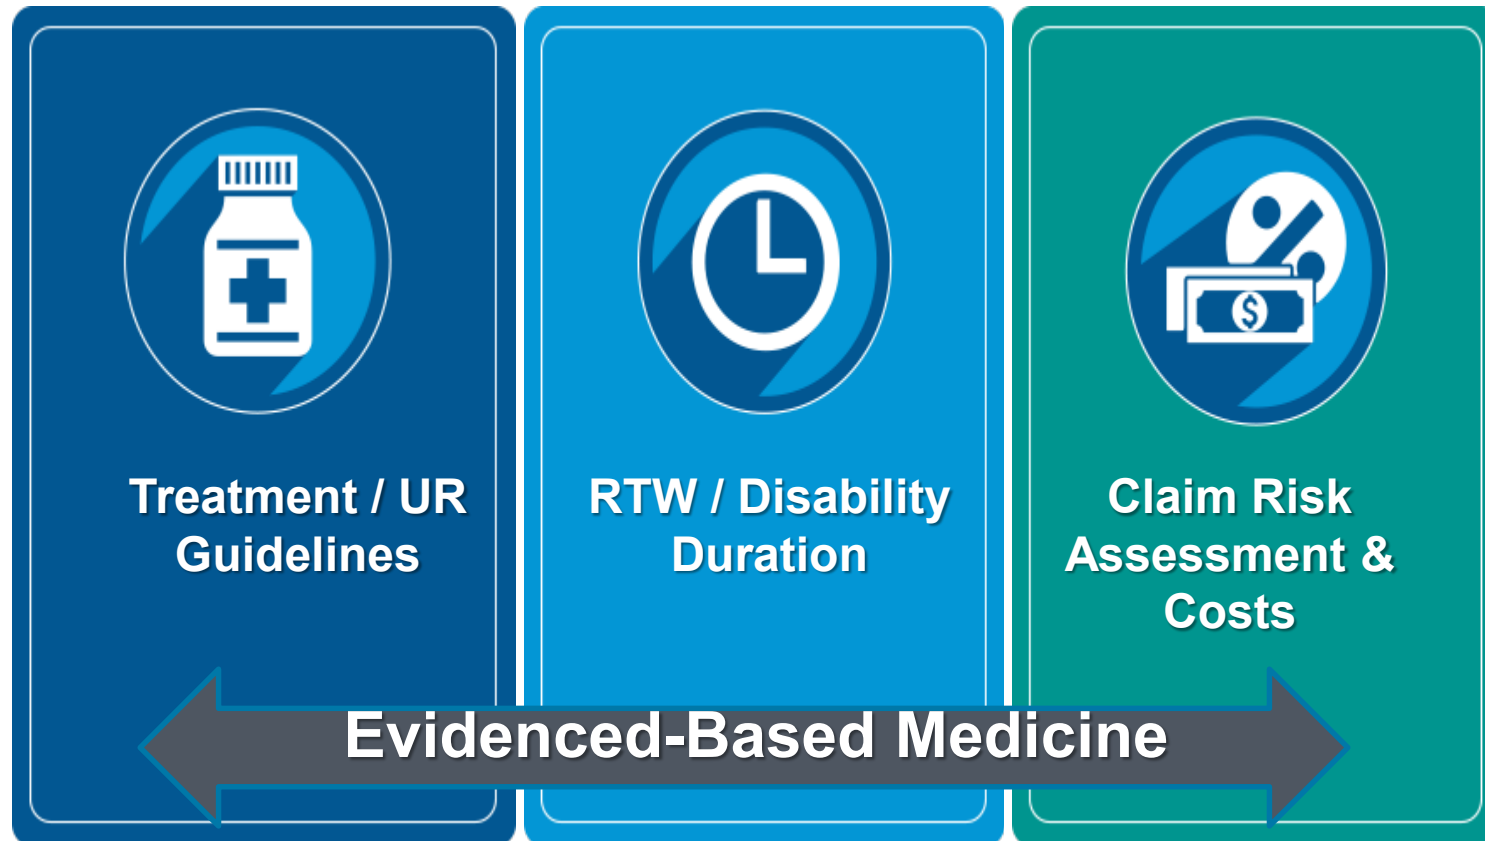 Treatment / UR
Guidelines
RTW / Disability
Duration
$
Claim Risk
Assessment &
Costs
Evidenced-Based Medicine